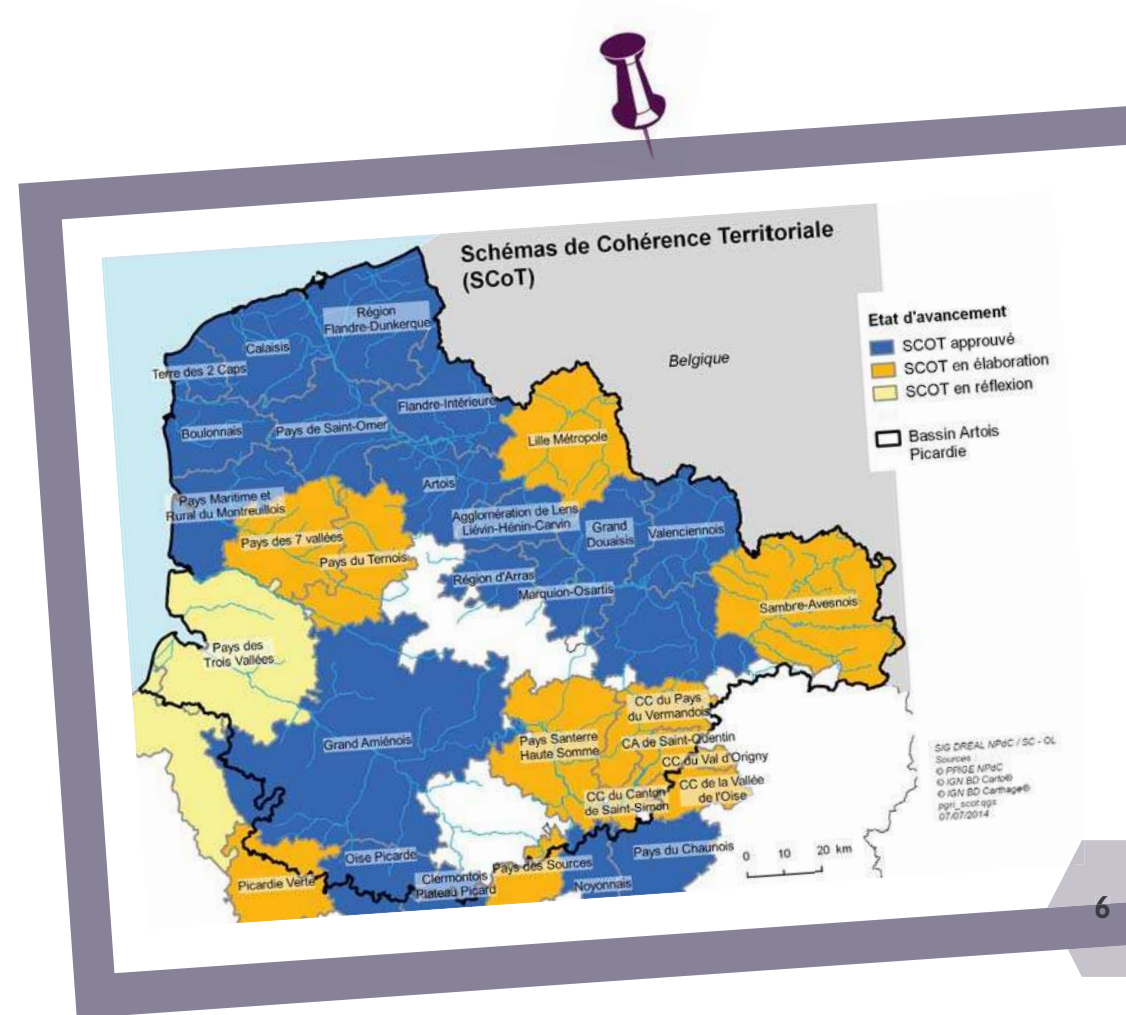 Schémas de Cohérence Territoriale
(SCoT)
Etat d'avancement
SCOT approuvé
SCOT en élaboration
SCOT en réflexion
Bassin Artois
Picardie
Belgique
Région
Flandre-Dunkerque
Calaisis
Terre des 2 Caps
Flandre-Intérieure
Boulonnais
Pays de Saint-Omer
Lille Métropole
Artois
Pays Maritime et
Rural du Montreuillois
Agglomération de Lens
Liévin-Hénin-Carvin
Grand
Douaisis
Valenciennois
Pays des 7 vallées
Pays du Ternois
Région d'Arras
Marquion-Osartis
Sambre-Avesnois
Pays des
Trois Vallées
CC du Pays
du Vermandois
Grand Amiénois
Pays Santerre
Haute Somme
CA de Saint-Quentin
CC du Val d'Origny
CC de la Vallée
de l'Oise
CC du Canton
de Saint-Simon
Oise Picarde
Pays du Chaunois
Pays des Sources
Clermontois
Plateau Picard
Picardie Verte
Noyonnais
0 10 20 km
SIG DREAL NPdC / SC - OL
Sources :
© PPIGE NPdC
© IGN BD Carto®
© IGN BD Carthage®
pgri_scot.qgs
07/07/2014
6